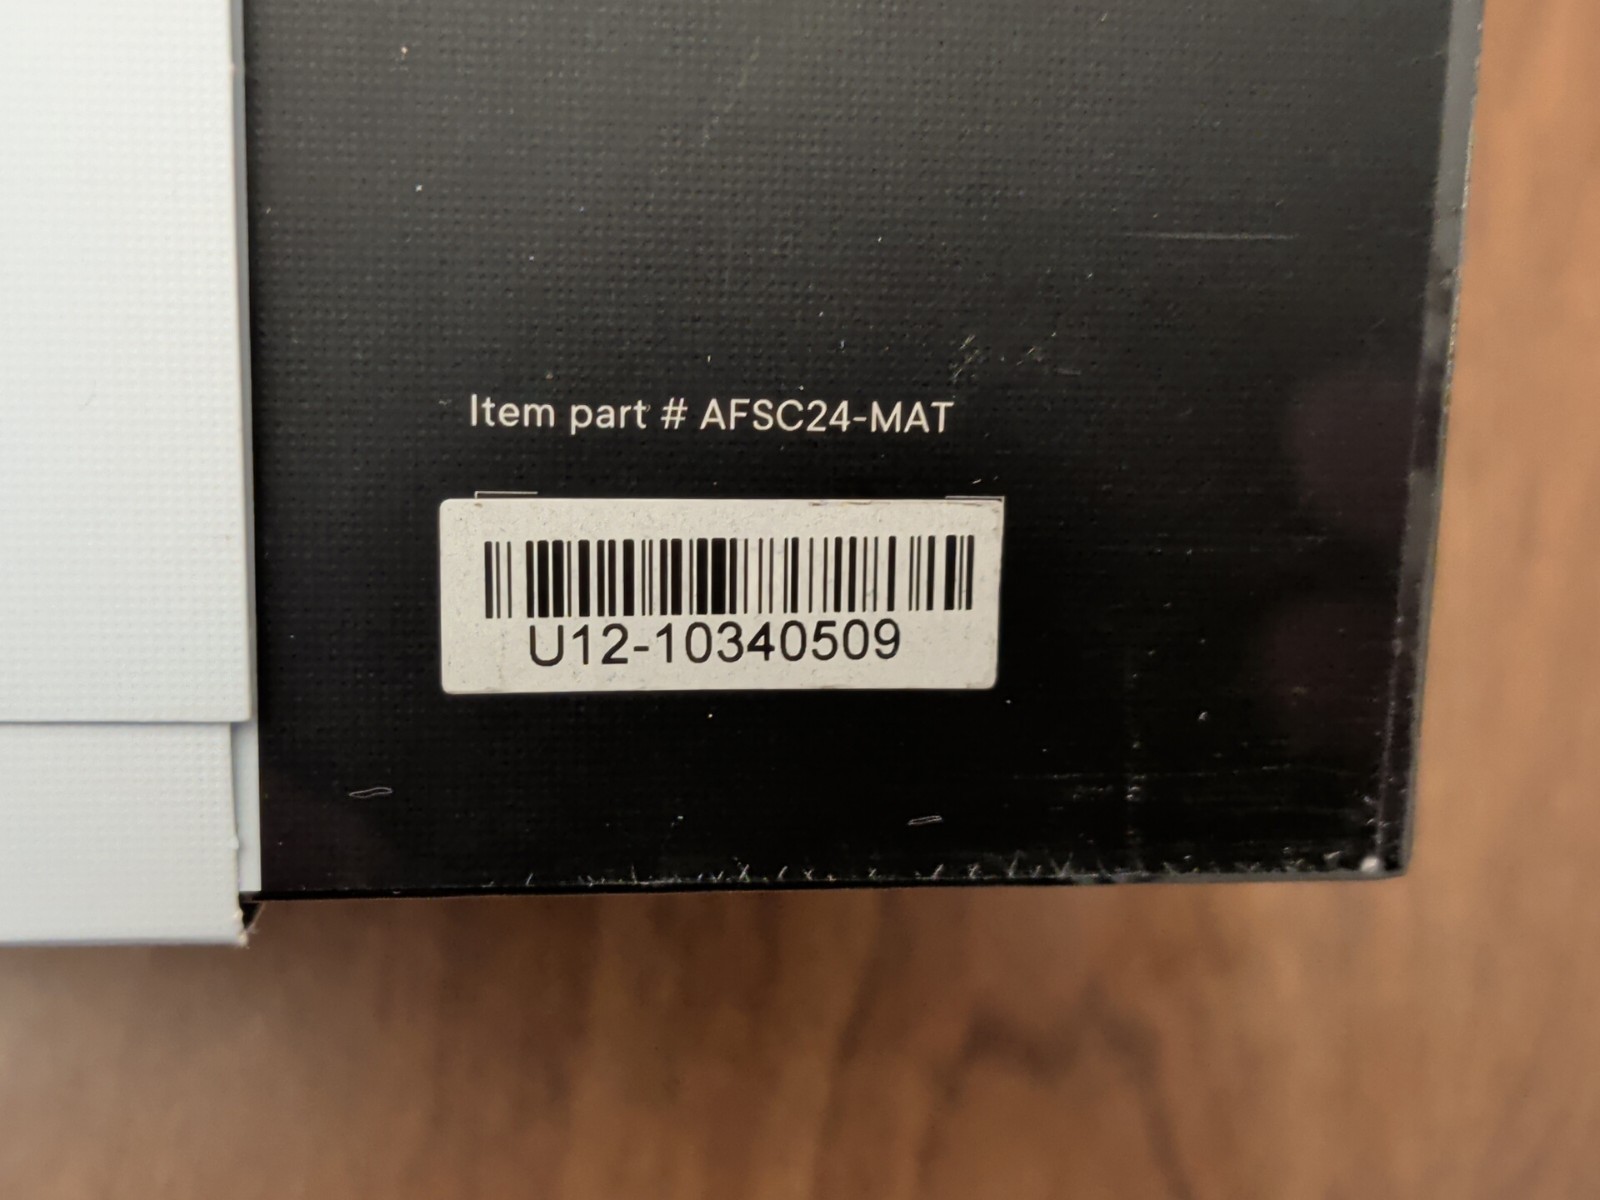 Item part # AFSC24-MAT
U12-10340509